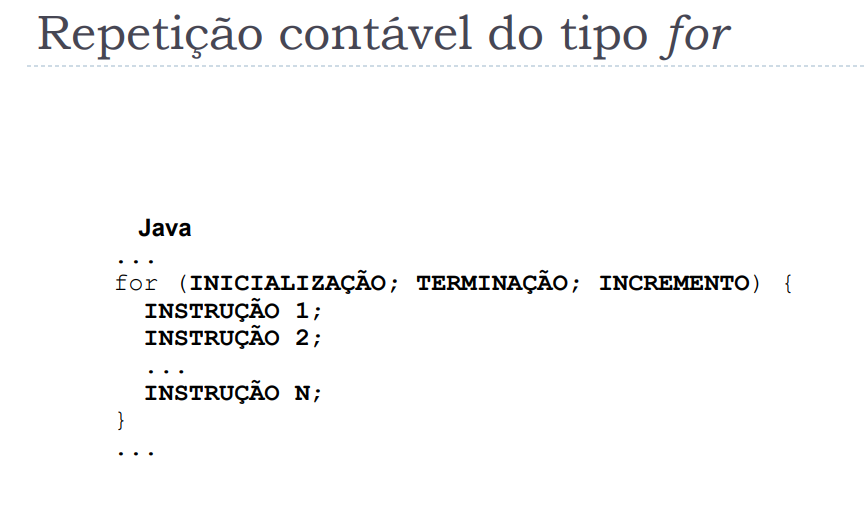 Repetição contável do tipo for
Java
...
for (INICIALIZAÇÃO; TERMINAÇÃO; INCREMENTO) {
INSTRUÇÃO 1;
INSTRUÇÃO 2;
...
INSTRUÇÃO N;
}
...